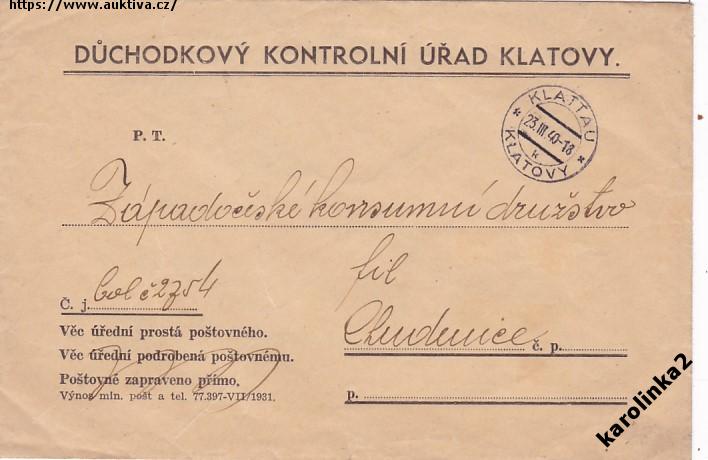 https://www.auktiva.cz/
DŮCHODKOVÝ KONTROLNÍ ÚŘAD KLATOVY.
KLATTAU
23.III.40-18
k
KLATOVY
P. T.
Západočeské konsumní družstvo
fil
Č. j. 2754
Chudenice č. p.
Věc úřední prostá poštovného.
Věc úřední podrobená poštovnému.
Poštovné zapraveno přímo.
Výnos min. pošt a tel. 77.397-VII/1931.
p.
karolinka2